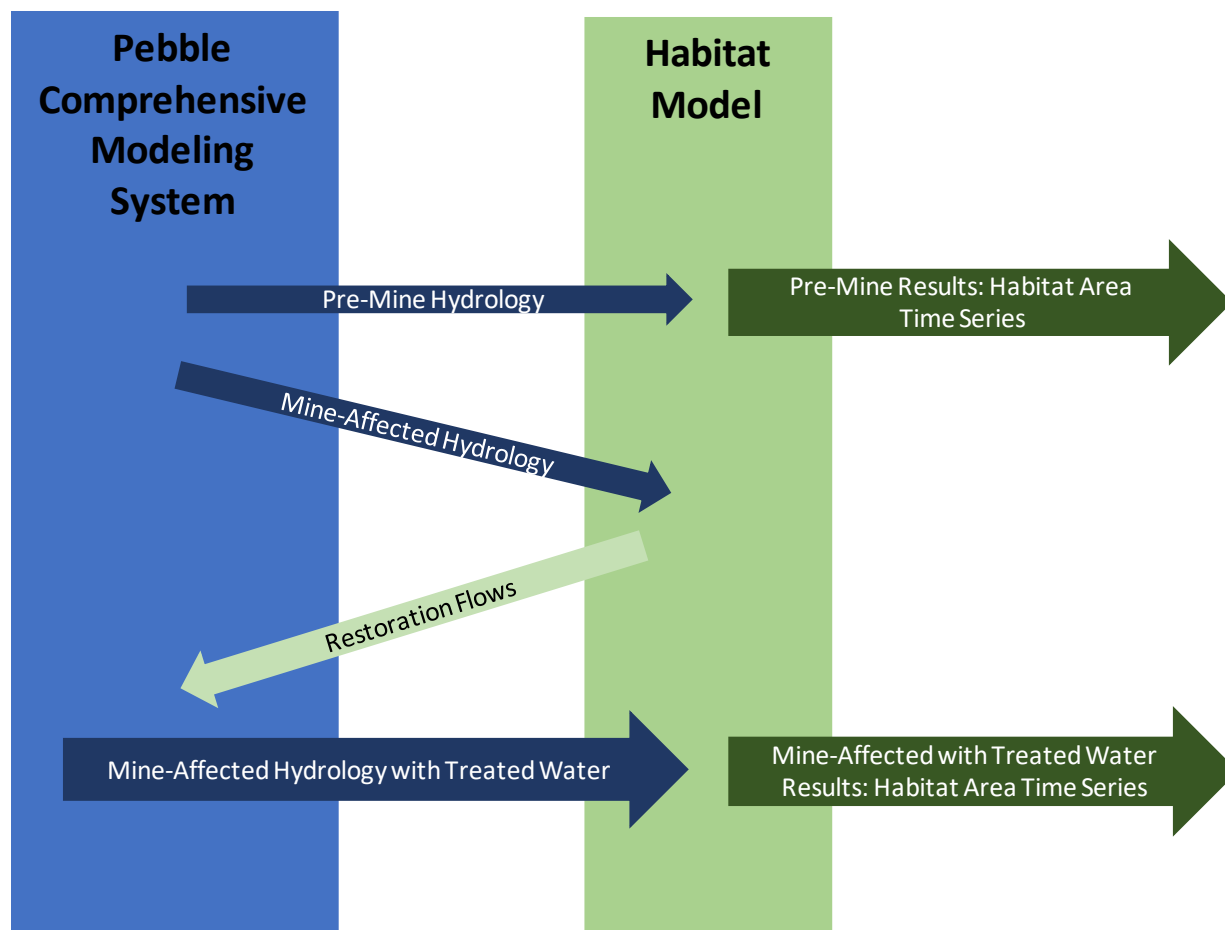 Pebble
Comprehensive
Modeling
System
Habitat
Model
Pre-Mine Hydrology
Pre-Mine Results: Habitat Area
Time Series
Mine-Affected Hydrology
Restoration Flows
Mine-Affected Hydrology with Treated Water
Mine-Affected with Treated Water
Results: Habitat Area Time Series